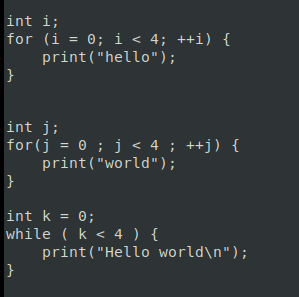 int i;
for (i = 0; i < 4; ++i) {
    print("hello");
}
int j;
for(j = 0 ; j < 4 ; ++j) {
    print("world");
}
int k = 0;
while ( k < 4 ) {
    print("Hello world\n");
}